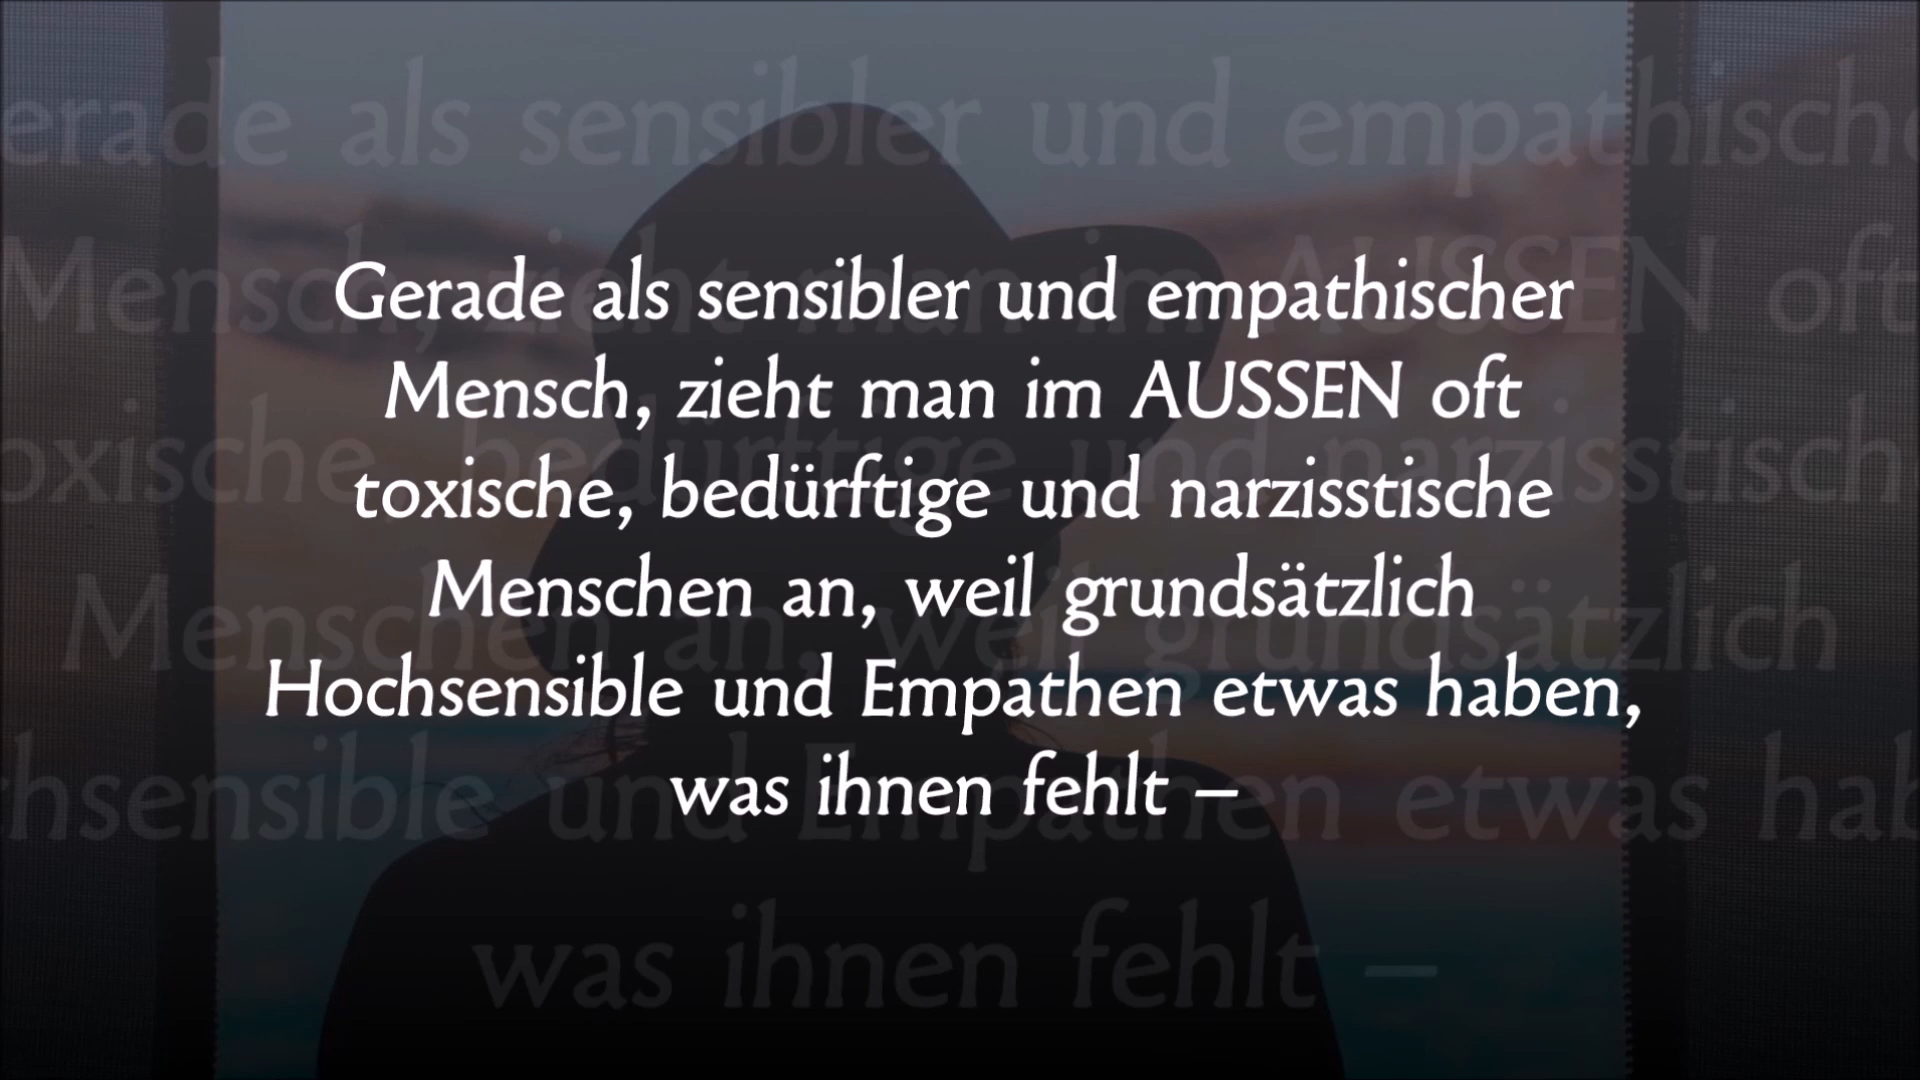 Gerade als sensibler und empathischer
Mensch, zieht man im AUSSEN oft
toxische, bedürftige und narzisstische
Menschen an, weil grundsätzlich
Hochsensible und Empathen etwas haben,
was ihnen fehlt –